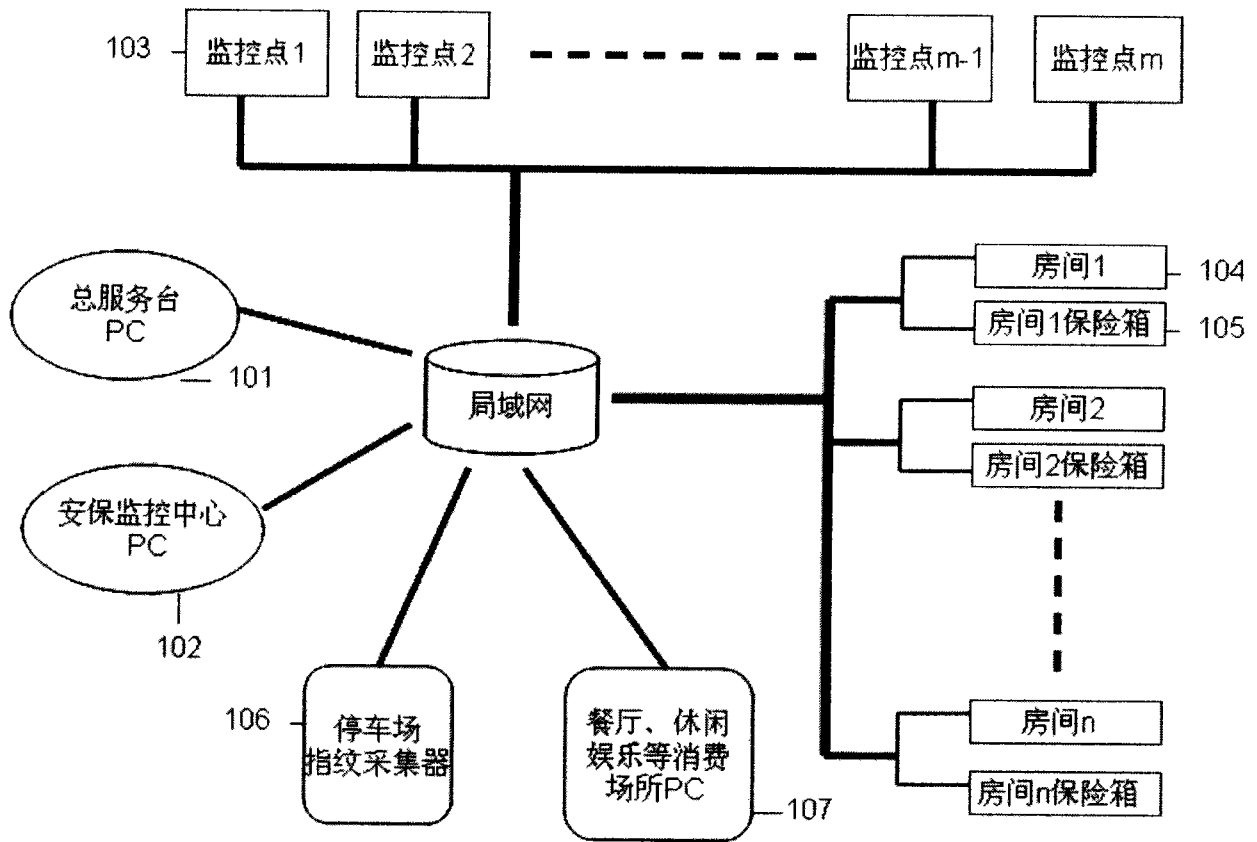 103
监控点1
监控点2
监控点m-1
监控点m
总服务台
PC
101
局域网
房间1
104
房间1保险箱
105
房间2
房间2保险箱
安保监控中心
PC
102
106
停车场
指纹采集器
餐厅、休闲
娱乐等消费
场所PC
107
房间n
房间n保险箱